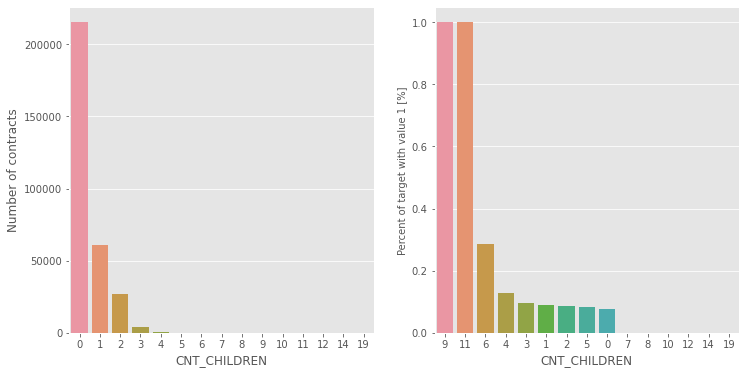 200000
150000
100000
50000
0
Number of contracts
0 1 2 3 4 5 6 7 8 9 10 11 12 14 19
CNT_CHILDREN
1.0
0.8
0.6
0.4
0.2
0.0
Percent of target with value 1 [%]
9 11 6 4 3 1 2 5 0 7 8 10 12 14 19
CNT_CHILDREN